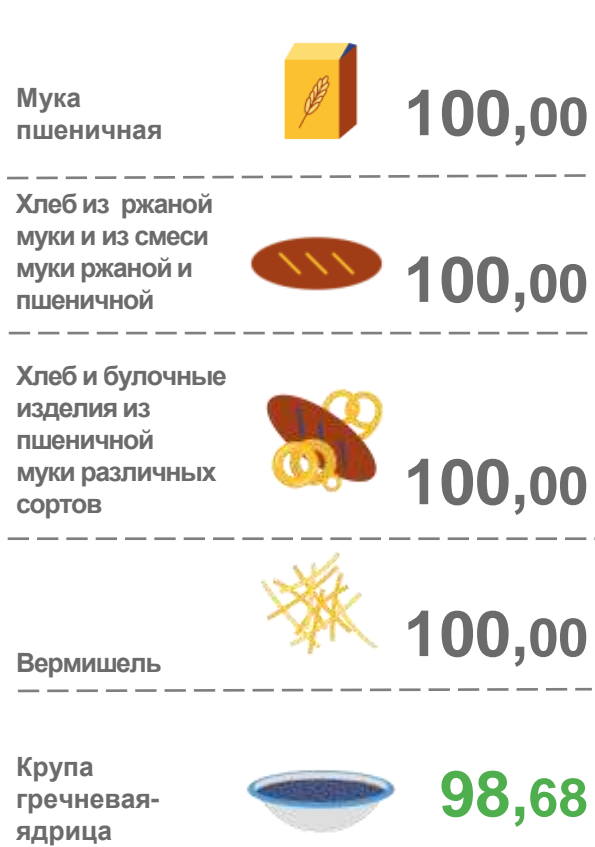 Мука
пшеничная
100,00
Хлеб из ржаной
муки и из смеси
муки ржаной и
пшеничной
100,00
Хлеб и булочные
изделия из
пшеничной
муки различных
сортов
100,00
Вермишель
100,00
Крупа
гречневая-
ядрица
98,68